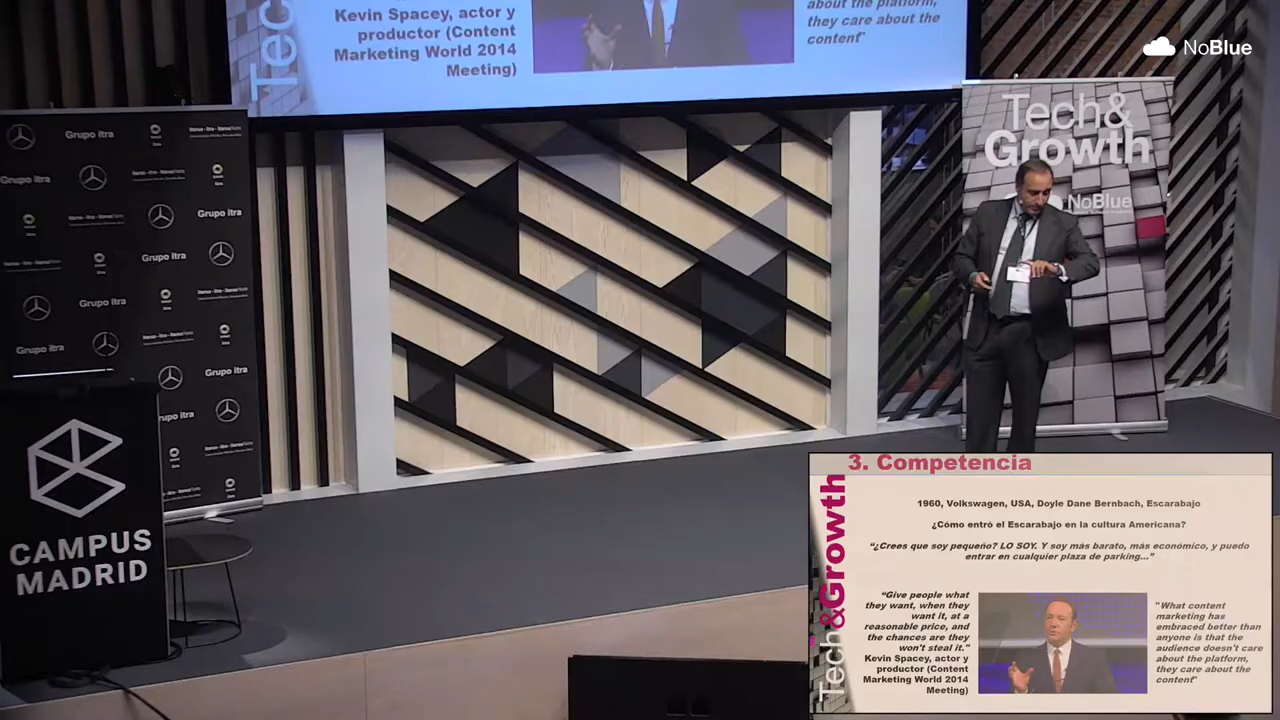 Tec
Kevin Spacey, actor y
productor (Content
Marketing World 2014
Meeting)
about the platform,
they care about the
content"
NoBlue
Tech&
Growth
NoBlue
Grupo itra
Grupo itra
Grupo itra
Grupo itra
Grupo itra
Grupo itra
Grupo itra
Grupo itra
rupo itra
CAMPUS
MADRID
3. Competencia
Tech&Growth
1960, Volkswagen, USA, Doyle Dane Bernbach, Escarabajo
¿Cómo entró el Escarabajo en la cultura Americana?
"¿Crees que soy pequeño? LO SOY. Y soy más barato, más económico, y puedo
entrar en cualquier plaza de parking..."
"Give people what
they want, when they
want it, at a
reasonable price, and
the chances are they
won't steal it."
Kevin Spacey, actor y
productor (Content
Marketing World 2014
Meeting)
"What content
marketing has
embraced better than
anyone is that the
audience doesn't care
about the platform,
they care about the
content"